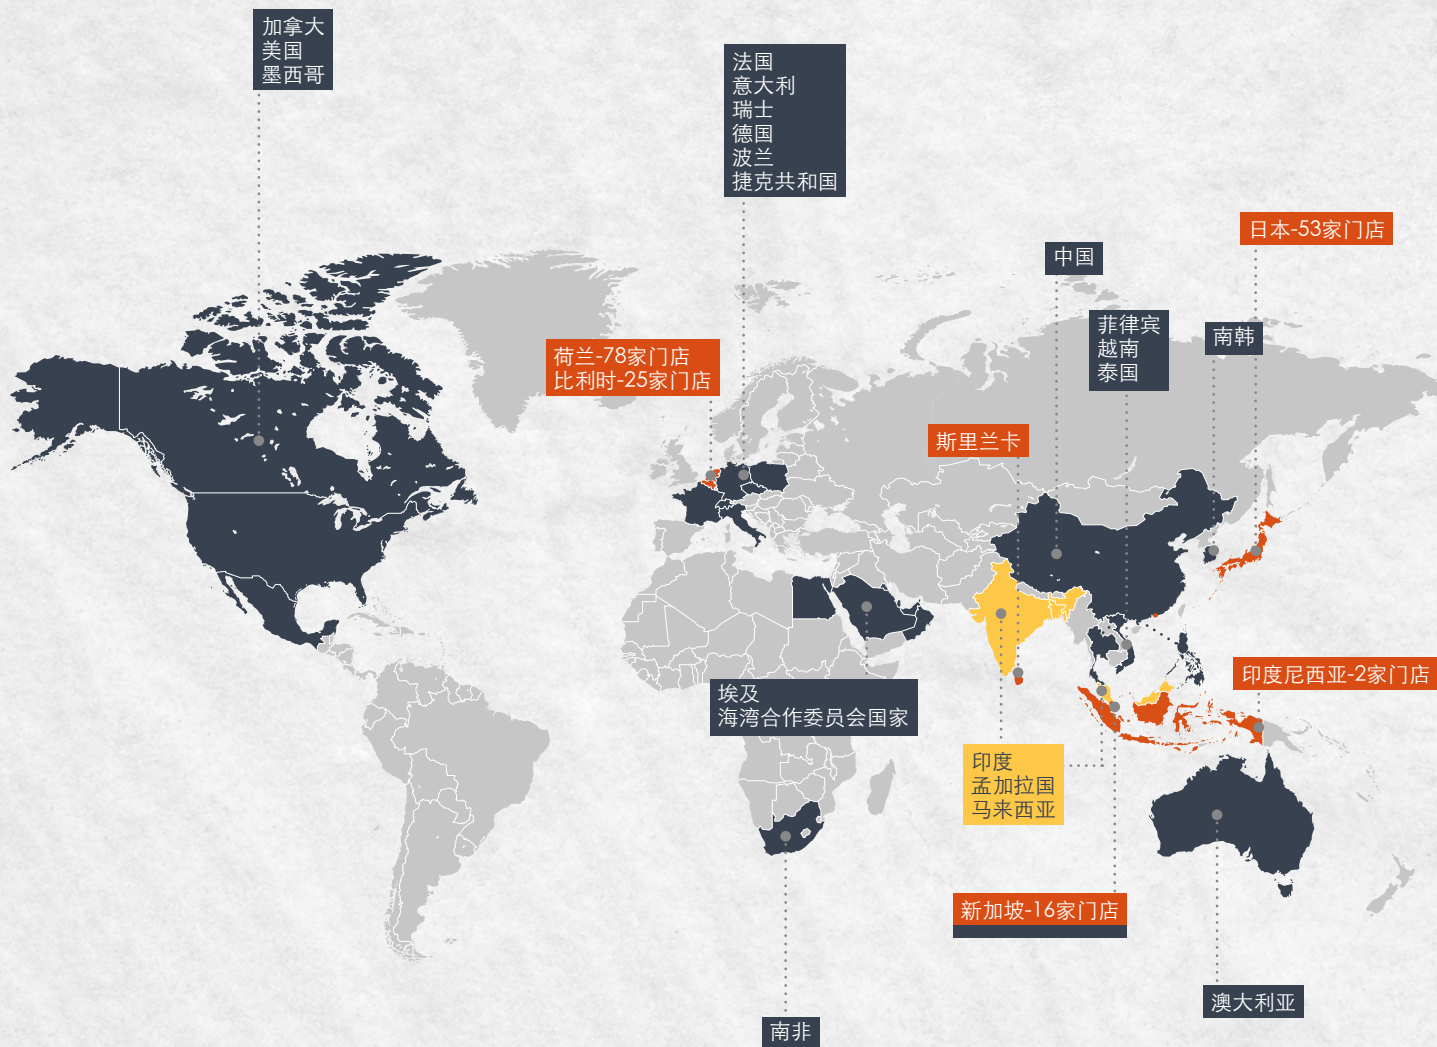 加拿大
美国
墨西哥
法国
意大利
瑞士
德国
波兰
捷克共和国
日本-53家门店
中国
菲律宾
越南
泰国
南韩
荷兰-78家门店
比利时-25家门店
斯里兰卡
印度尼西亚-2家门店
埃及
海湾合作委员会国家
印度
孟加拉国
马来西亚
新加坡-16家门店
澳大利亚
南非